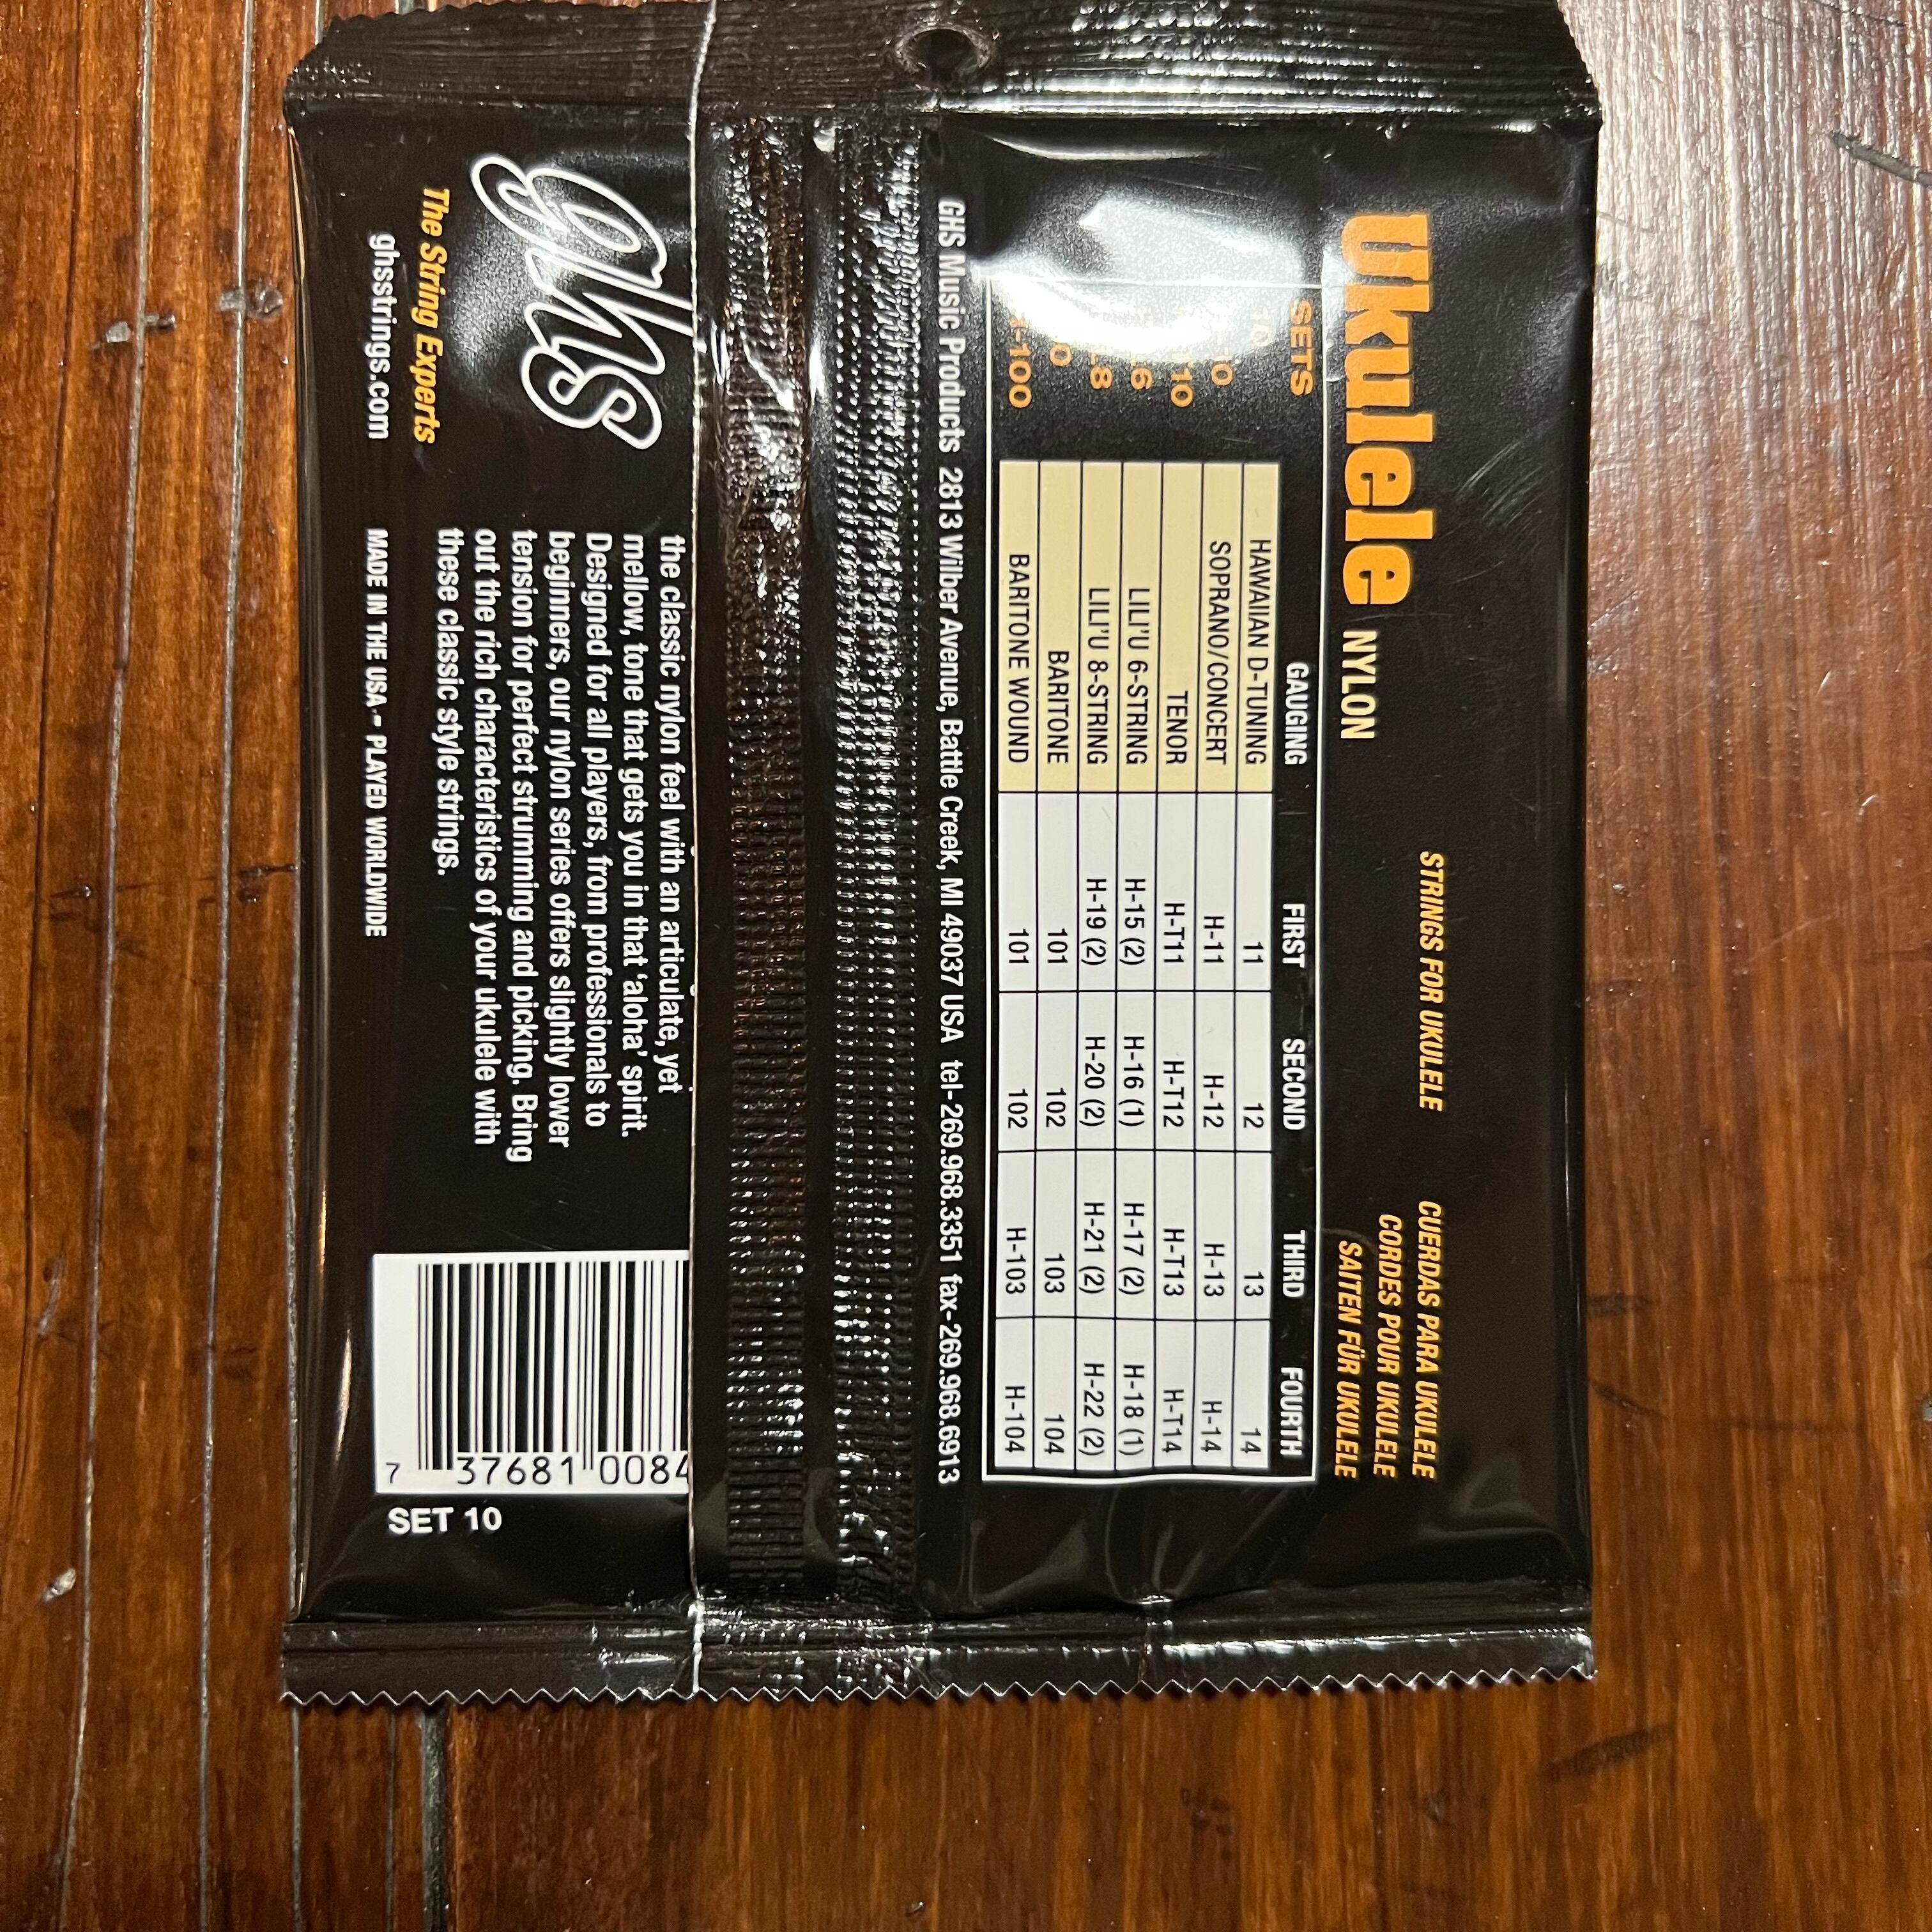 Ukulele NYLON
STRINGS FOR UKULELE
CUERDAS PARA UKULELE
CORDES POUR UKULELE
SAITEN FÜR UKULELE
SETS GAUGING FIRST SECOND THIRD FOURTH
10 HAWAIIAN D-TUNING 11 12 13 14
SOPRANO/CONCERT H-11 H-12 H-13 H-14
TENOR H-T11 H-T12 H-T13 H-T14
LILI'U 6-STRING H-15 (2) H-16 (1) H-17 (2) H-18 (1)
LILI'U 8-STRING H-19 (2) H-20 (2) H-21 (2) H-22 (2)
BARITONE 101 102 103 104
BARITONE WOUND 101 102 H-103 H-104
GHS Music Products 2813 Wilber Avenue, Battle Creek, MI 49037 USA tel-269.968.3351 fax-269.968.6913
ghs
The String Experts
ghsstrings.com
the classic nylon feel with an articulate, yet
mellow, tone that gets you in that 'aloha' spirit.
Designed for all players, from professionals to
beginners, our nylon series offers slightly lower
tension for perfect strumming and picking. Bring
out the rich characteristics of your ukulele with
these classic style strings.
MADE IN THE USA - PLAYED WORLDWIDE
7 37681 0084
SET 10